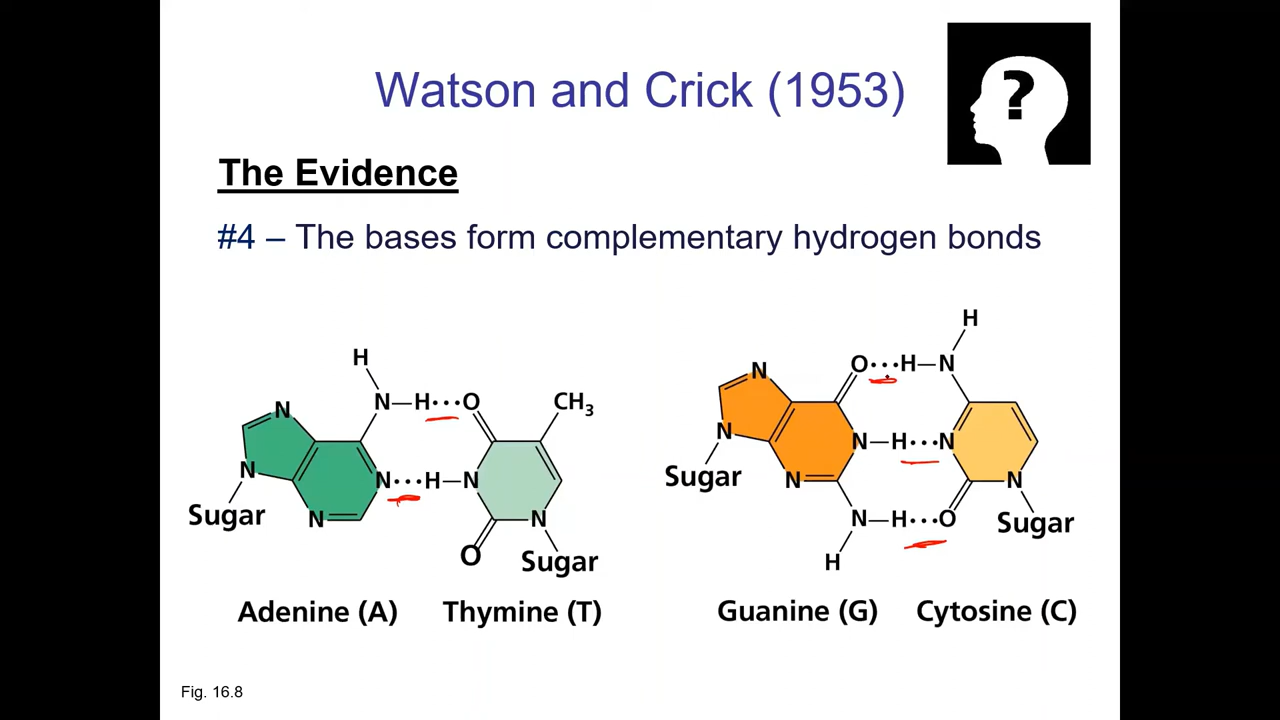 Watson and Crick (1953)
?
The Evidence
#4 – The bases form complementary hydrogen bonds
H
N N—H···O CH₃
N N···H—N
Sugar N N
O Sugar
Adenine (A) Thymine (T)
H
N O···H—N
N N—H···N
Sugar N N
N—H···O Sugar
H
Guanine (G) Cytosine (C)
Fig. 16.8